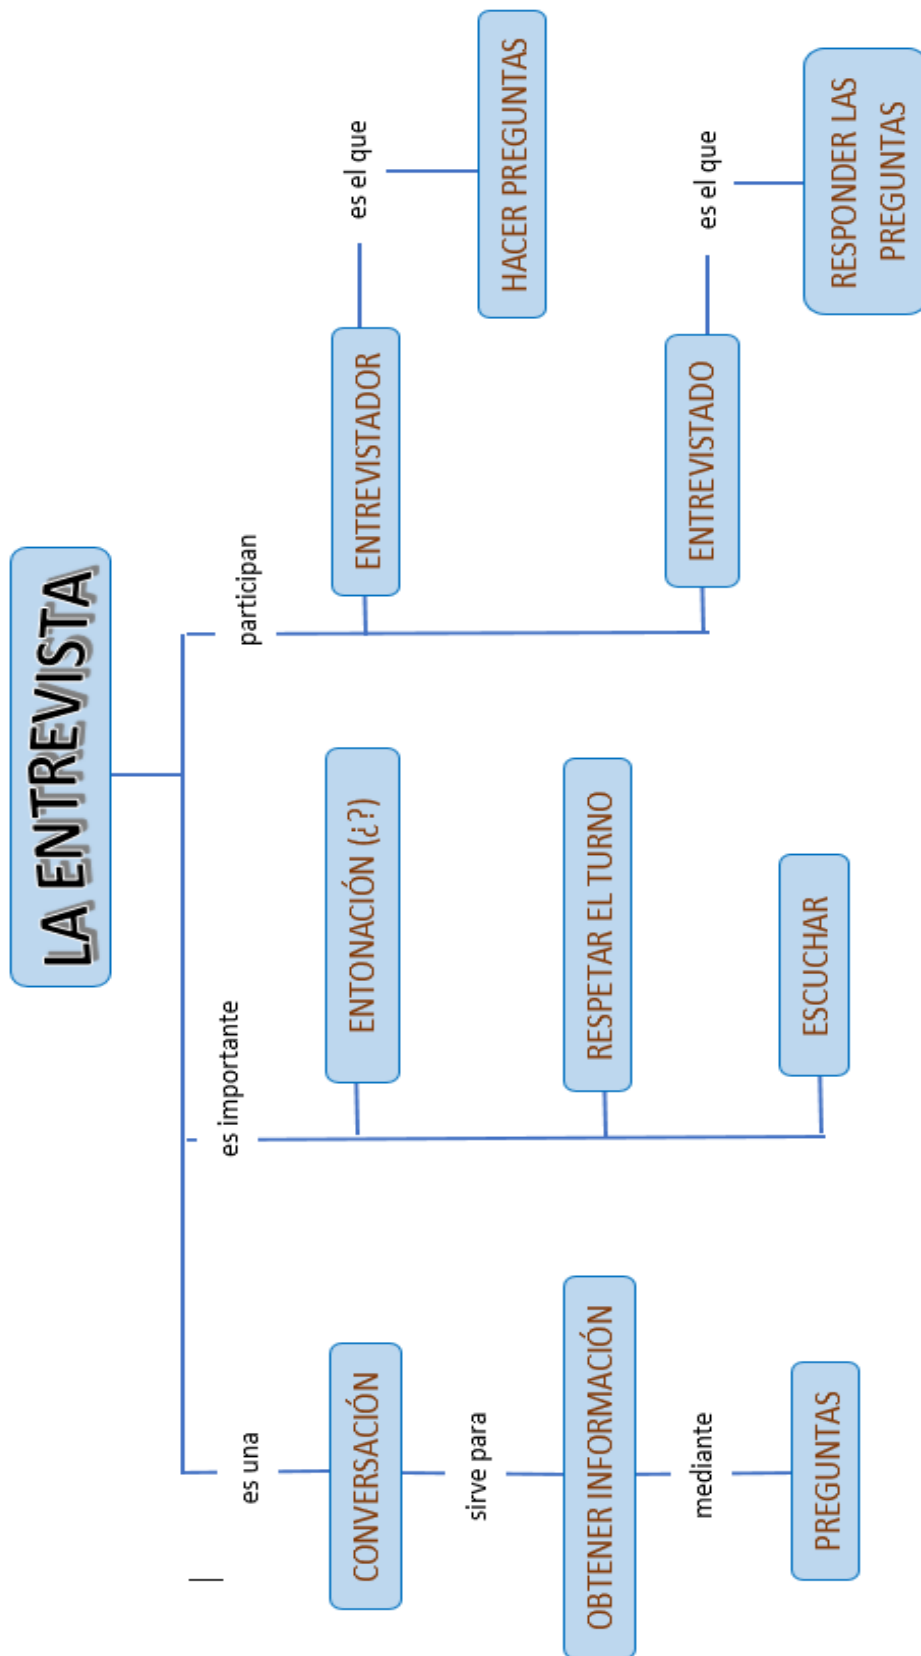 LA ENTREVISTA
es una
CONVERSACIÓN
sirve para
OBTENER INFORMACIÓN
mediante
PREGUNTAS
es importante
ENTONACIÓN (¿?)
RESPETAR EL TURNO
ESCUCHAR
participan
ENTREVISTADOR
es el que
HACER PREGUNTAS
ENTREVISTADO
es el que
RESPONDER LAS
PREGUNTAS